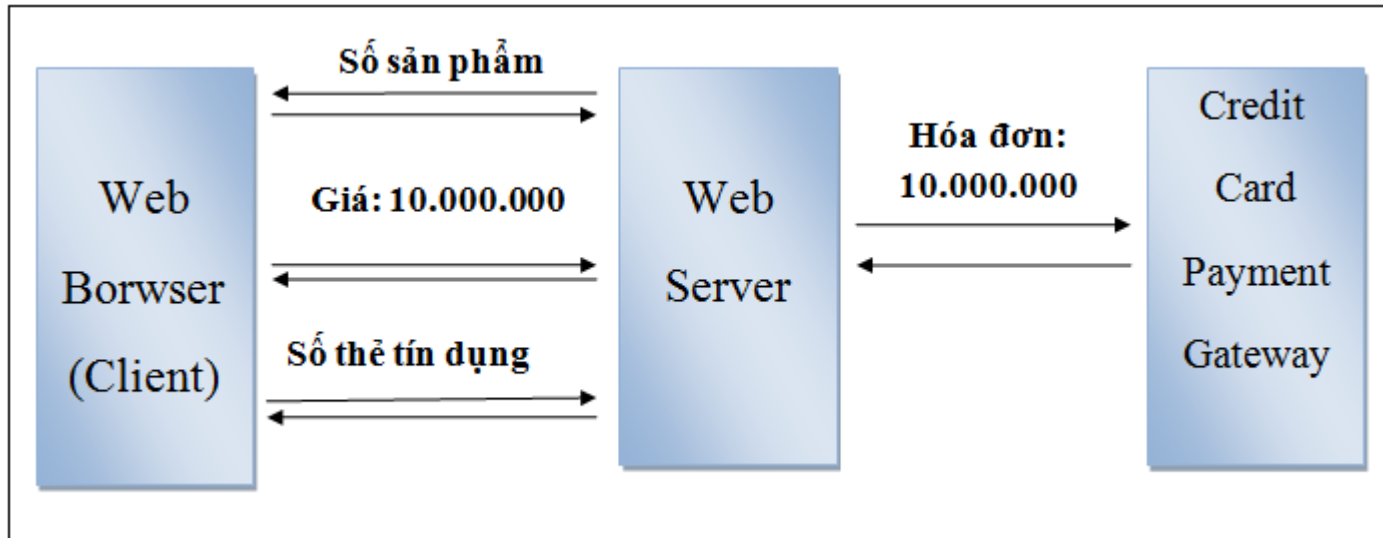 Số sản phẩm
Giá: 10.000.000
Số thẻ tín dụng
Web
Borwser
(Client)
Web
Server
Hóa đơn:
10.000.000
Credit
Card
Payment
Gateway